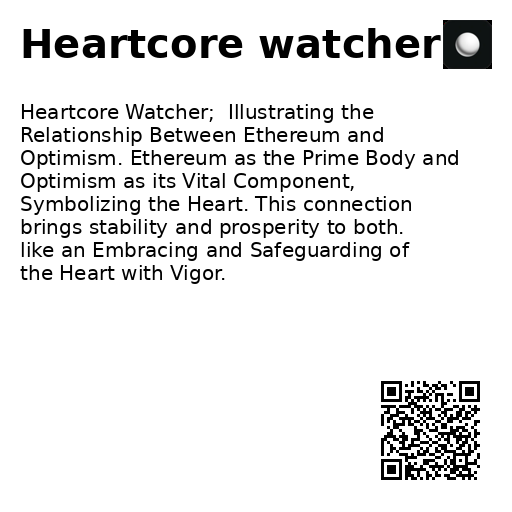 Heartcore watcher
Heartcore Watcher;  Illustrating the
Relationship Between Ethereum and
Optimism. Ethereum as the Prime Body and
Optimism as its Vital Component,
Symbolizing the Heart. This connection
brings stability and prosperity to both.
like an Embracing and Safeguarding of
the Heart with Vigor.